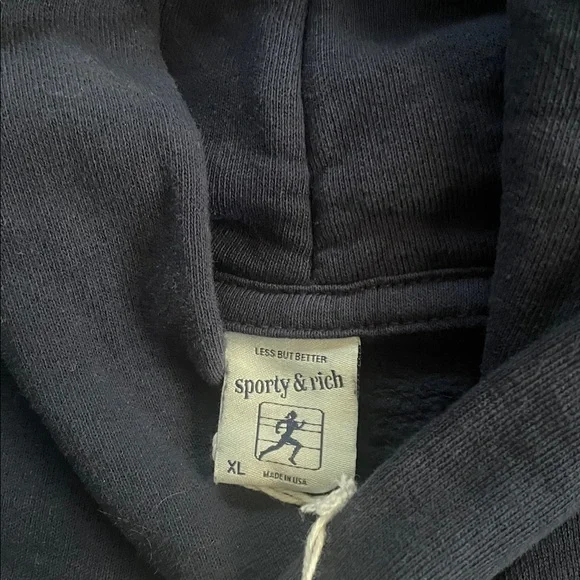 LESS BUT BETTER
sporty & rich
XL
MADE IN USA